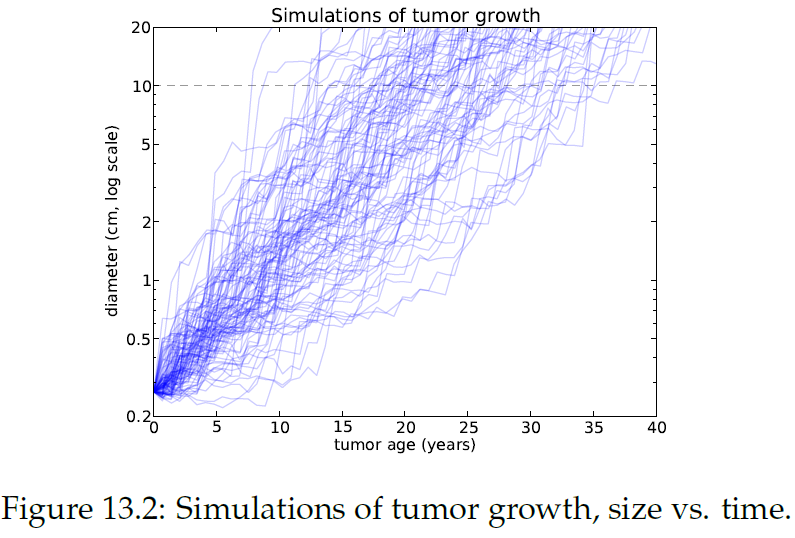 Simulations of tumor growth
20
10
5
2
1
0.5
0.2
diameter (cm, log scale)
0 5 10 15 20 25 30 35 40
tumor age (years)
Figure 13.2: Simulations of tumor growth, size vs. time.